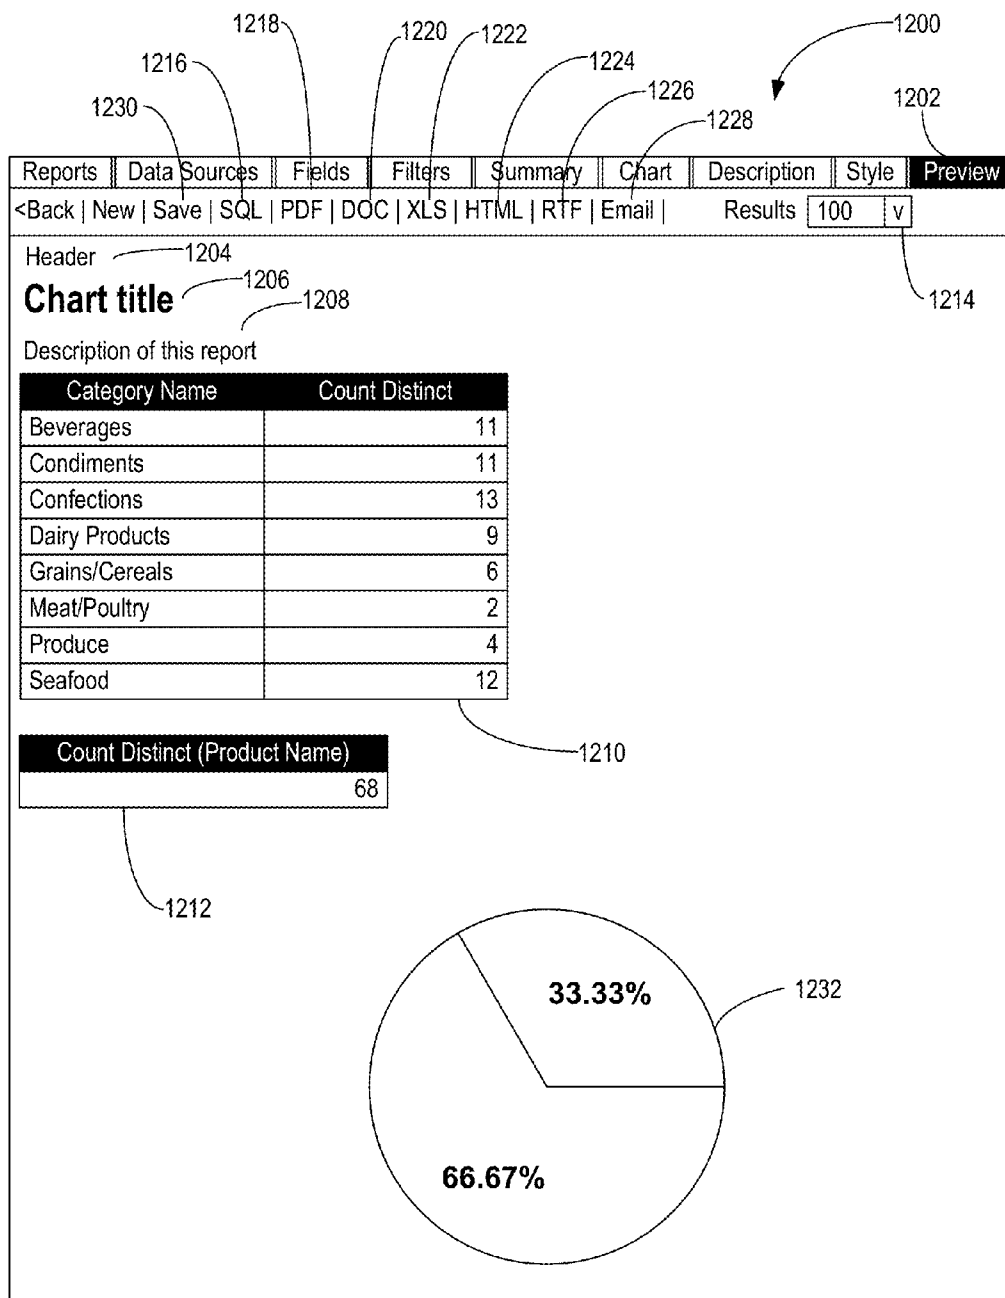 1218
1220
1222
1200
1216
1224
1230
1226
1202
1228
Reports Data Sources Fields Filters Summary Chart Description Style Preview
<Back | New | Save | SQL | PDF | DOC | XLS | HTML | RTF | Email | Results 100 v
Header 1204
Chart title 1206
1208
1214
Description of this report
Category Name Count Distinct
Beverages 11
Condiments 11
Confections 13
Dairy Products 9
Grains/Cereals 6
Meat/Poultry 2
Produce 4
Seafood 12
1210
Count Distinct (Product Name)
68
1212
33.33%
1232
66.67%